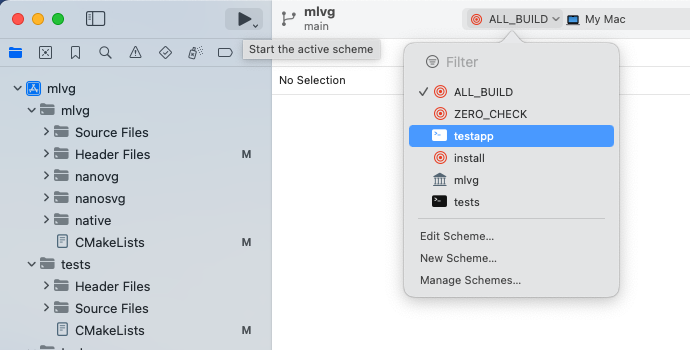 mlvg
main
ALL_BUILD
My Mac
Start the active scheme
No Selection
Filter
ALL_BUILD
ZERO_CHECK
testapp
install
mlvg
tests
Edit Scheme...
New Scheme...
Manage Schemes...
mlvg
mlvg
Source Files
Header Files M
nanovg
nanosvg
native
CMakeLists M
tests
Header Files
Source Files
CMakeLists M